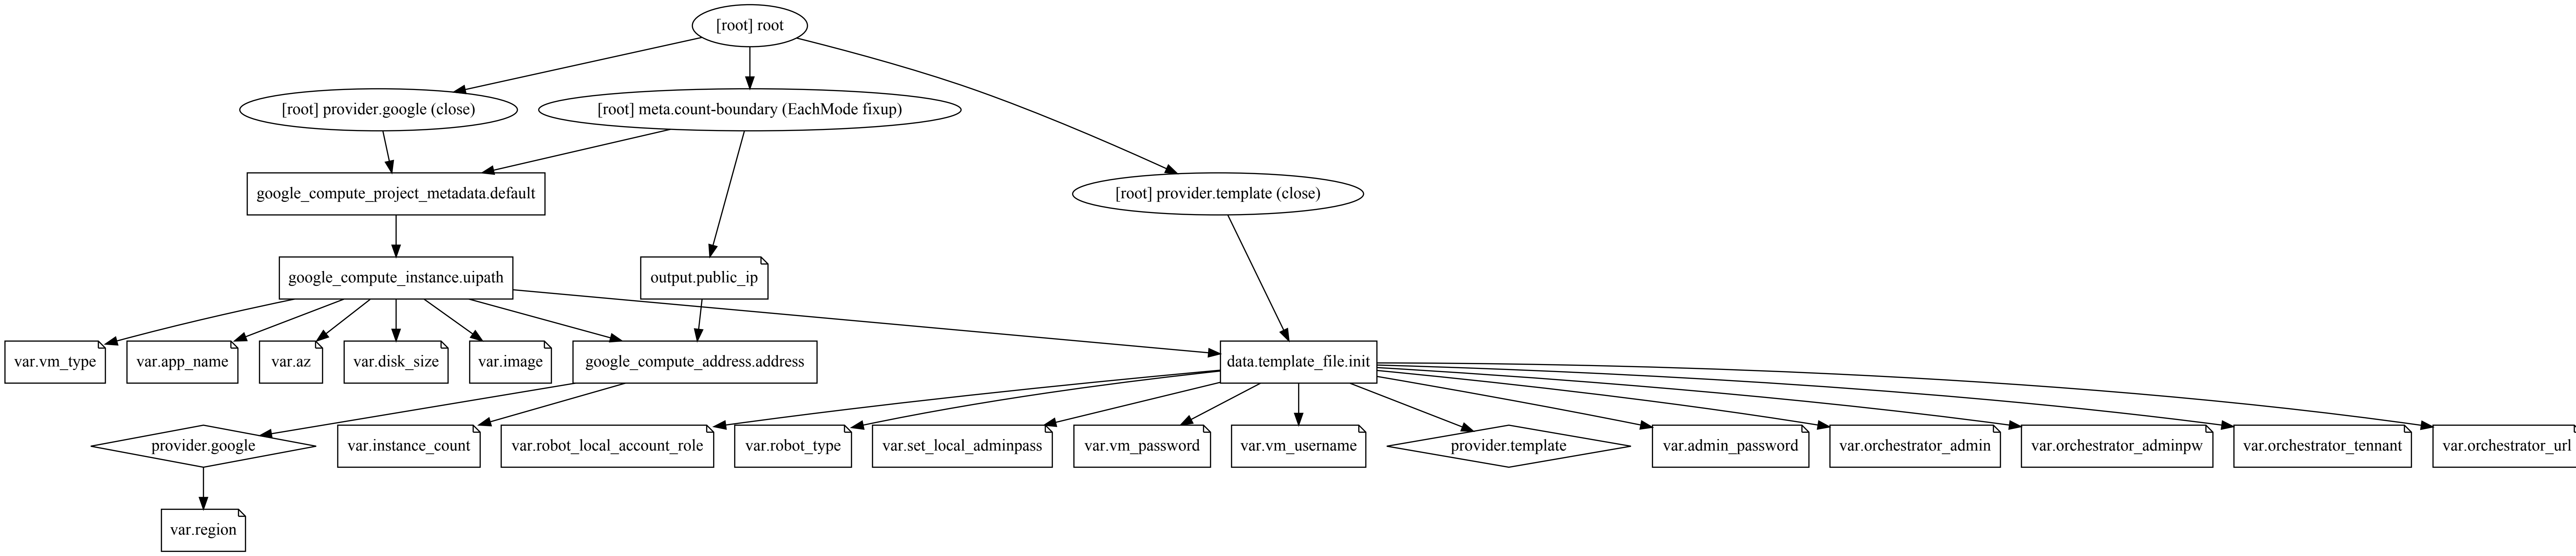 [root] root
[root] provider.google (close)
[root] meta.count-boundary (EachMode fixup)
google_compute_project_metadata.default
[root] provider.template (close)
google_compute_instance.uipath
output.public_ip
var.vm_type
var.app_name
var.az
var.disk_size
var.image
google_compute_address.address
data.template_file.init
provider.google
var.instance_count
var.robot_local_account_role
var.robot_type
var.set_local_adminpass
var.vm_password
var.vm_username
provider.template
var.admin_password
var.orchestrator_admin
var.orchestrator_adminpw
var.orchestrator_tennant
var.orchestrator_url
var.region